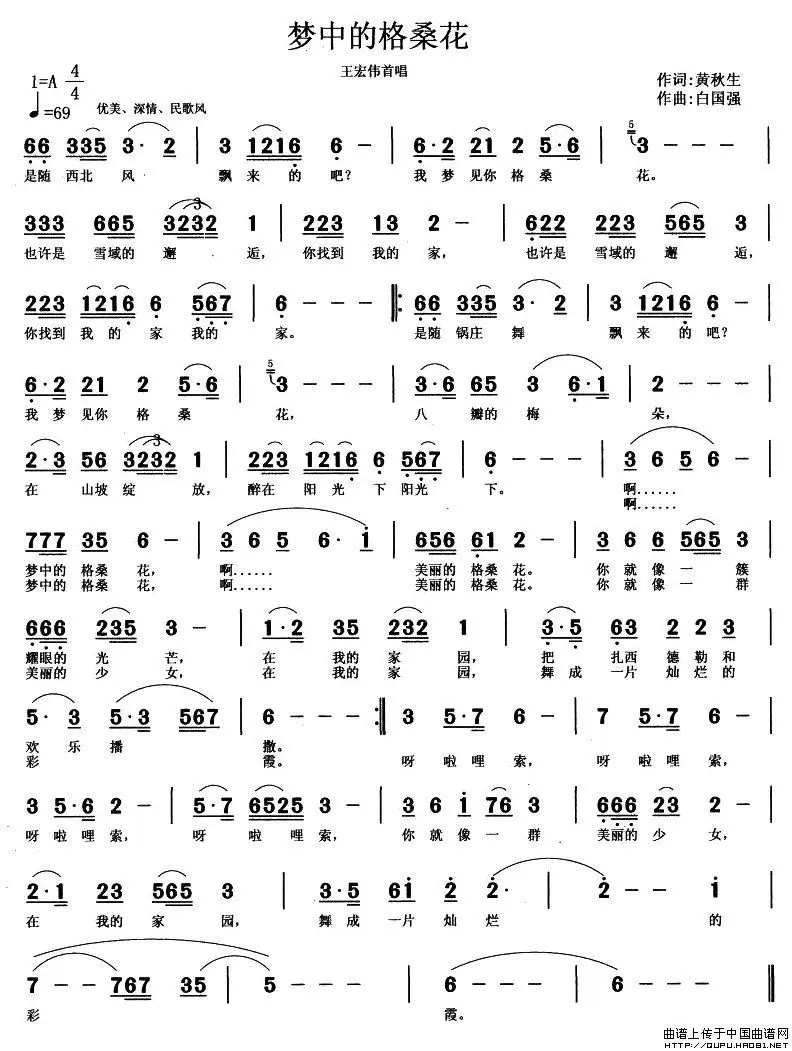 梦中的格桑花
王宏伟首唱
1=A 4/4
作词:黄秋生
♩=69 优美、深情、民歌风
作曲:白国强
66 335 3· 2 | 3 1216 6 - | 6·2 21 2 5·6 | 5 3 - - - |
是随 西北 风 飘 来 的 吧? 我 梦 见你 格 桑 花。
333 665 3232 1 | 223 13 2 - | 622 223 565 3 |
也许是 雪域的 邂 逅, 你找到 我的 家, 也许是 雪域的 邂 逅,
223 1216 6 567 | 6 - - - |: 66 335 3· 2 | 3 1216 6 - |
你找到 我 的 家 我的 家。 是随 锅庄 舞 飘 来 的 吧?
6·2 21 2 5·6 | 5 3 - - - | 3·6 65 3 6·1 | 2 - - - |
我 梦 见你 格 桑 花, 八 瓣的 梅 朵,
2·3 56 3232 1 | 223 1216 6 567 | 6 - - - | 3 6 5 6 |
在 山坡 绽 放, 醉在 阳 光 下 阳光 下。 啊……
啊……
777 35 6 - | 3 6 5 6· i | 656 61 2 - | 3 6 6 565 3 |
梦中的 格桑 花, 啊…… 美丽的 格桑 花。 你 就 像 一 簇
梦中的 格桑 花, 啊…… 美丽的 格桑 花。 你 就 像 一 群
666 235 3 - | 1·2 35 232 1 | 3·5 63 2 2 2 |
耀眼的 光 芒, 在 我的 家 园, 把 扎西 德 勒 和
美丽的 少 女, 在 我的 家 园, 舞 成 一片 灿 烂 的
5· 3 5·3 567 | 6 - - - :| 3 5·7 6 - | 7 5·7 6 - |
欢 乐 播 撒。 呀 啦 哩 索, 呀 啦 哩 索,
彩 霞。
3 5·6 2 - | 5·7 6525 3 - | 3 6 i 76 3 | 666 23 2 - |
呀 啦 哩 索, 呀 啦 哩 索, 你 就 像 一 群 美丽的 少 女,
2·1 23 565 3 | 3·5 6i 2 2· | 2 - - i |
在 我的 家 园, 舞 成 一片 灿 烂 的
7 - - 767 35 | 5 - - - | 6 - - - | 6 - - - ‖
彩 霞。
曲谱上传于中国曲谱网
HTTP://QUPU.HAO81.NET